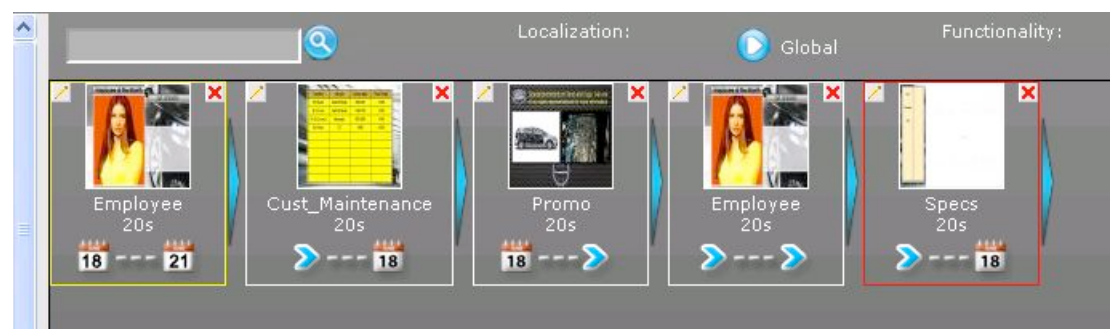 Localization:
Global
Functionality:
Employee
20s
18 --- 21
Cust_Maintenance
20s
--- 18
Promo
20s
18 ---
Employee
20s
---
Specs
20s
--- 18